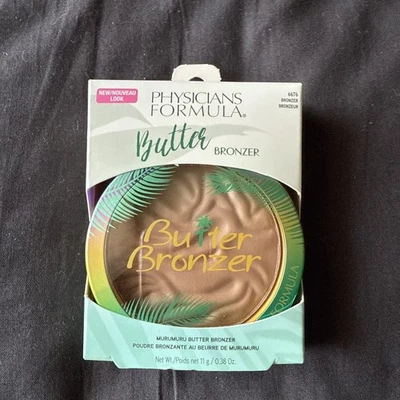 NEW/NOUVEAU
LOOK
PHYSICIANS
FORMULA®
6676
BRONZER
BRONZEUR
Butter BRONZER
Butter
Bronzer
FORMULA
MURUMURU BUTTER BRONZER
POUDRE BRONZANTE AU BEURRE DE MURUMURU
Net Wt./Poids net 11 g / 0.38 Oz.